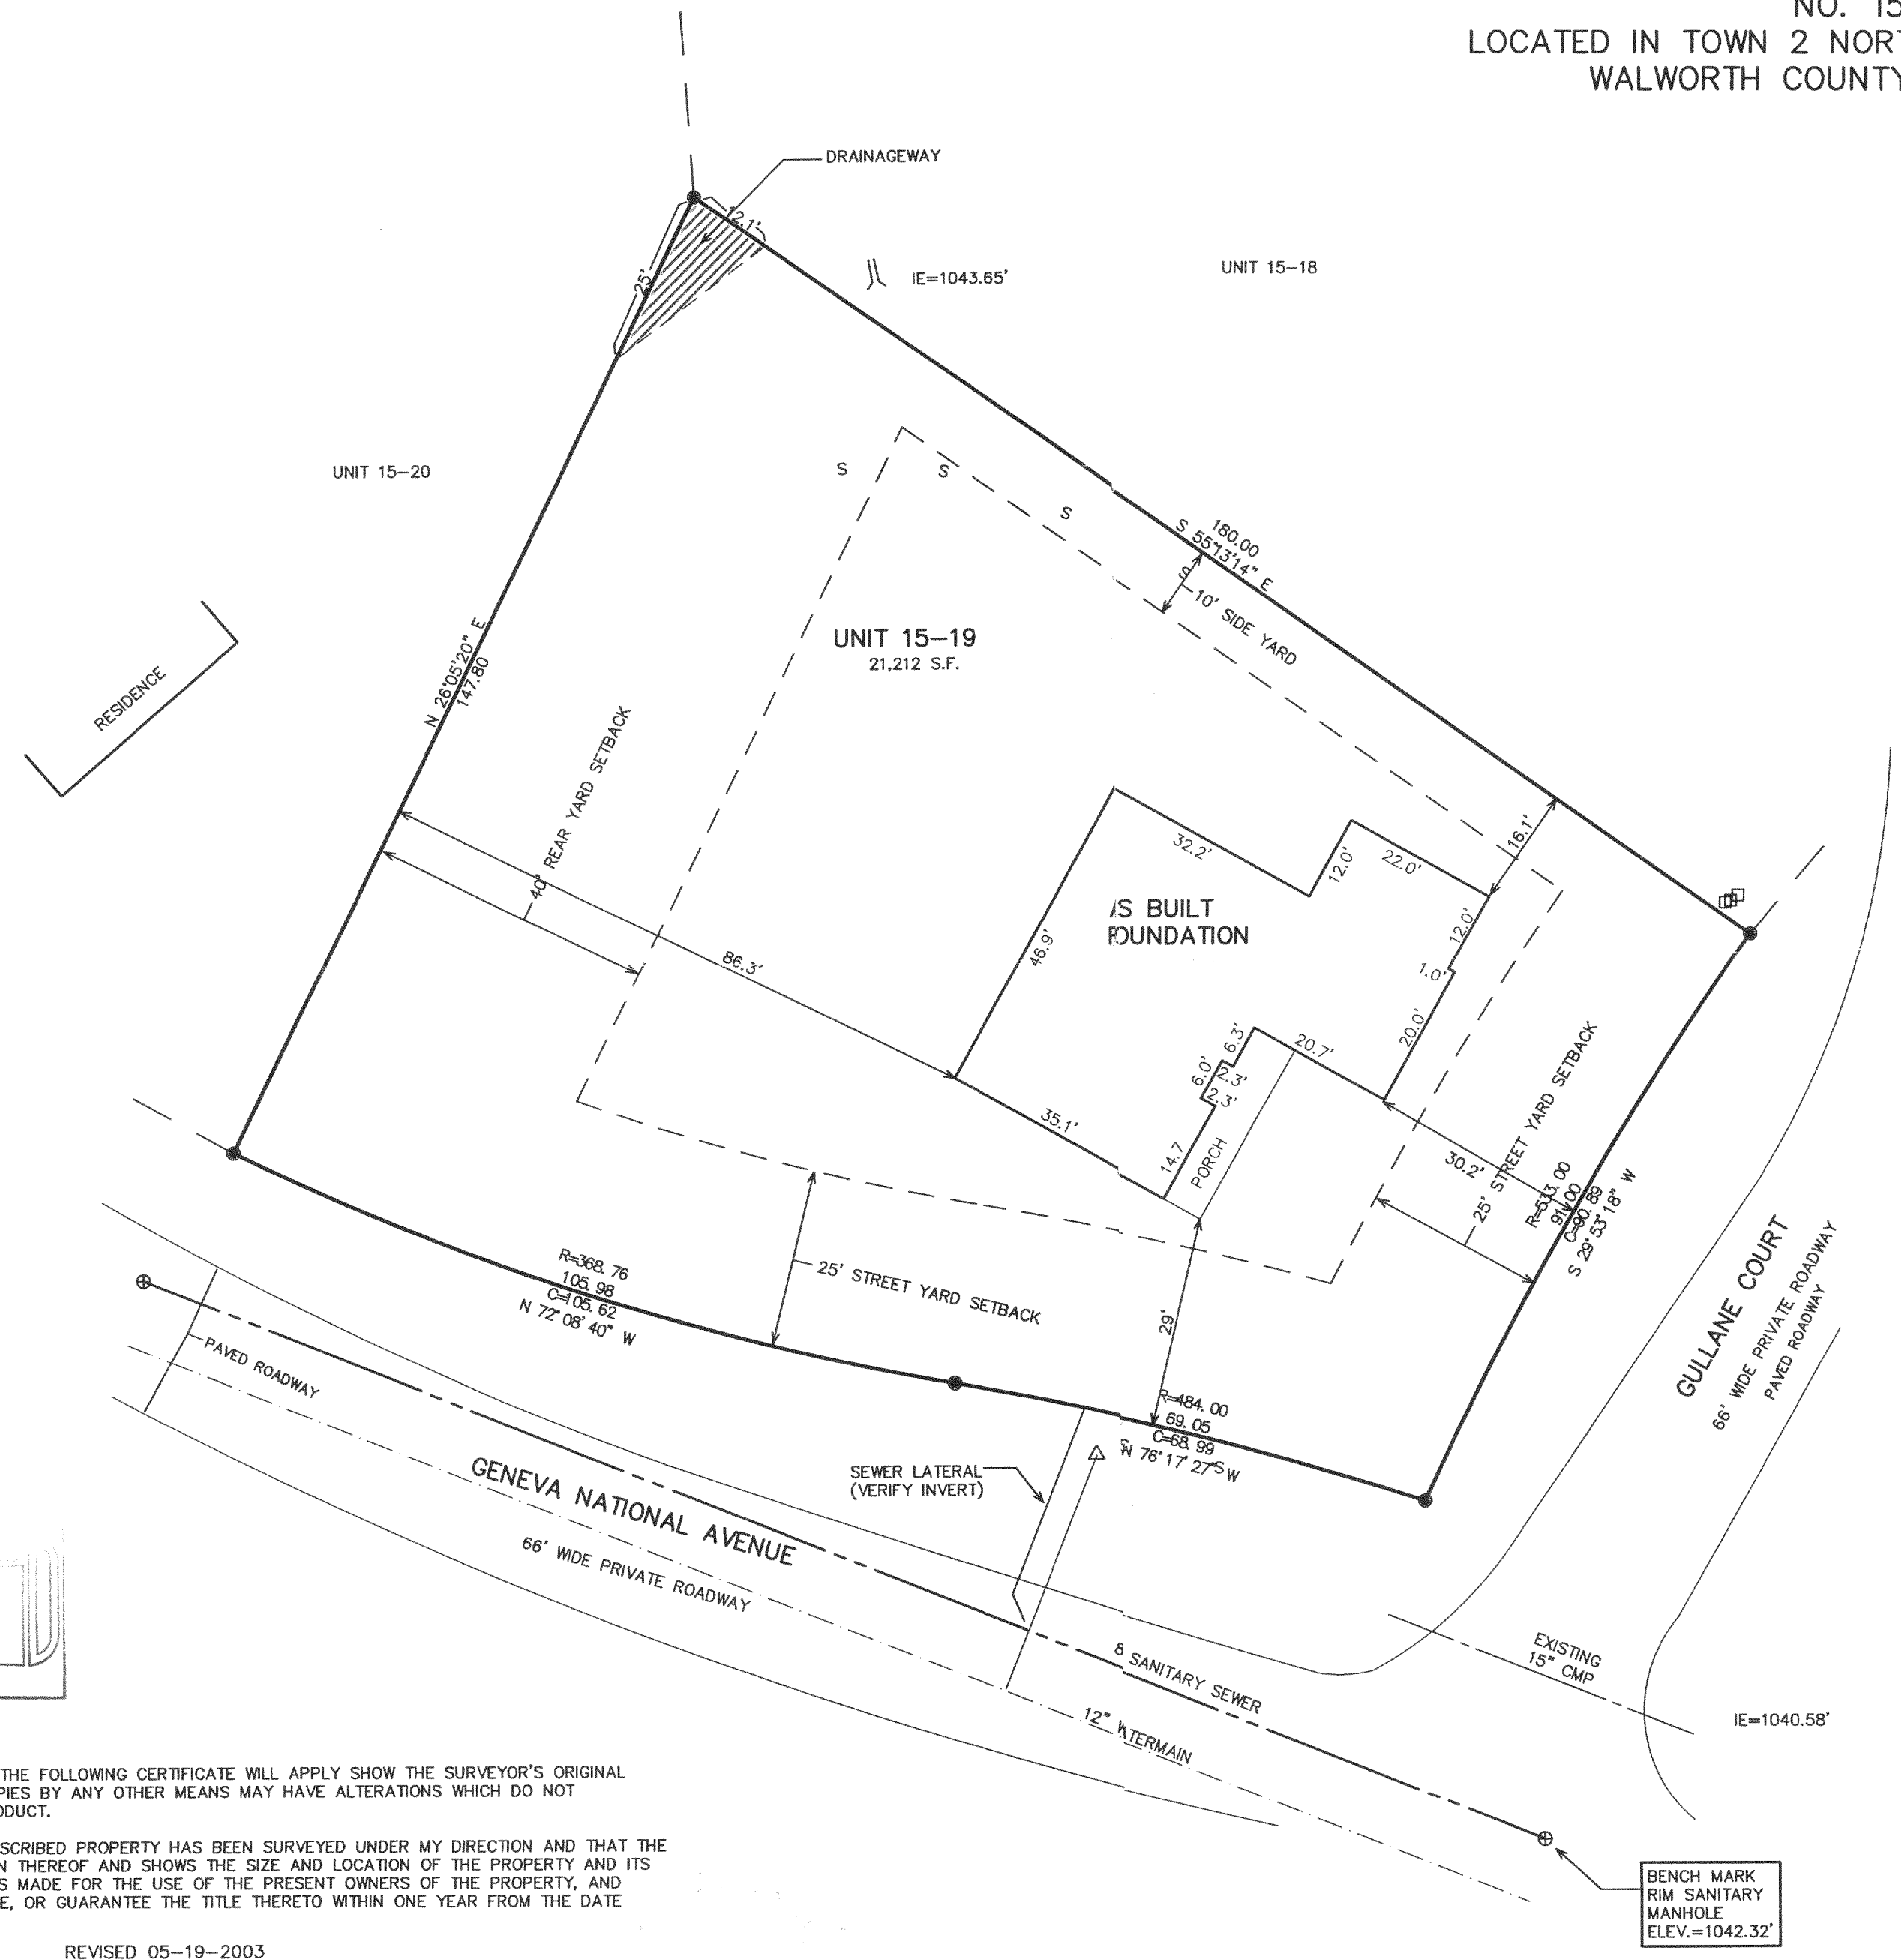 NO. 15
LOCATED IN TOWN 2 NOR
WALWORTH COUNTY
DRAINAGEWAY
12.1'
25'
IE=1043.65'
UNIT 15-18
UNIT 15-20
S
S
S
180.00
S 55°13'14" E
S
10' SIDE YARD
UNIT 15-19
21,212 S.F.
N 26°05'20" E
147.80
RESIDENCE
40' REAR YARD SETBACK
86.3'
32.2'
12.0'
22.0'
16.1'
AS BUILT
FOUNDATION
46.9'
12.0'
1.0'
20.0'
6.3'
20.7'
6.0'
2.3'
2.3'
35.1'
14.7
PORCH
30.2'
25' STREET YARD SETBACK
R=533.00
91.00
C=90.89
S 29°53'18" W
GULLANE COURT
66' WIDE PRIVATE ROADWAY
PAVED ROADWAY
R=368.76
105.98
C=105.62
N 72°08'40" W
25' STREET YARD SETBACK
29'
PAVED ROADWAY
R=484.00
69.05
C=68.99
N 76°17'27" W
S
S
SEWER LATERAL
(VERIFY INVERT)
GENEVA NATIONAL AVENUE
66' WIDE PRIVATE ROADWAY
8 SANITARY SEWER
12" WATERMAIN
EXISTING
15" CMP
IE=1040.58'
THE FOLLOWING CERTIFICATE WILL APPLY SHOW THE SURVEYOR'S ORIGINAL
PIES BY ANY OTHER MEANS MAY HAVE ALTERATIONS WHICH DO NOT
ODUCT.
SCRIBED PROPERTY HAS BEEN SURVEYED UNDER MY DIRECTION AND THAT THE
N THEREOF AND SHOWS THE SIZE AND LOCATION OF THE PROPERTY AND ITS
S MADE FOR THE USE OF THE PRESENT OWNERS OF THE PROPERTY, AND
E, OR GUARANTEE THE TITLE THERETO WITHIN ONE YEAR FROM THE DATE
BENCH MARK
RIM SANITARY
MANHOLE
ELEV.=1042.32'
REVISED 05-19-2003